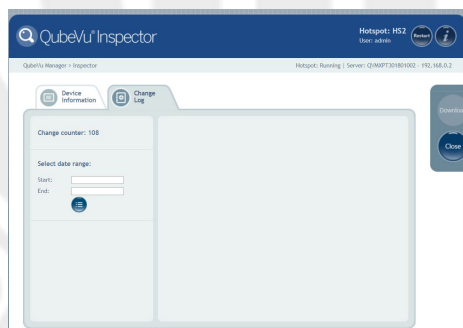 QubeVu® Inspector
Hotspot: HS2
User: admin
Restart
i
QubeVu Manager > Inspector
Hotspot: Running | Server: QVMXPT301801002 - 192.168.0.2
Device
Information
Change
Log
Change counter: 108
Select date range:
Start:
End:
Download
Close